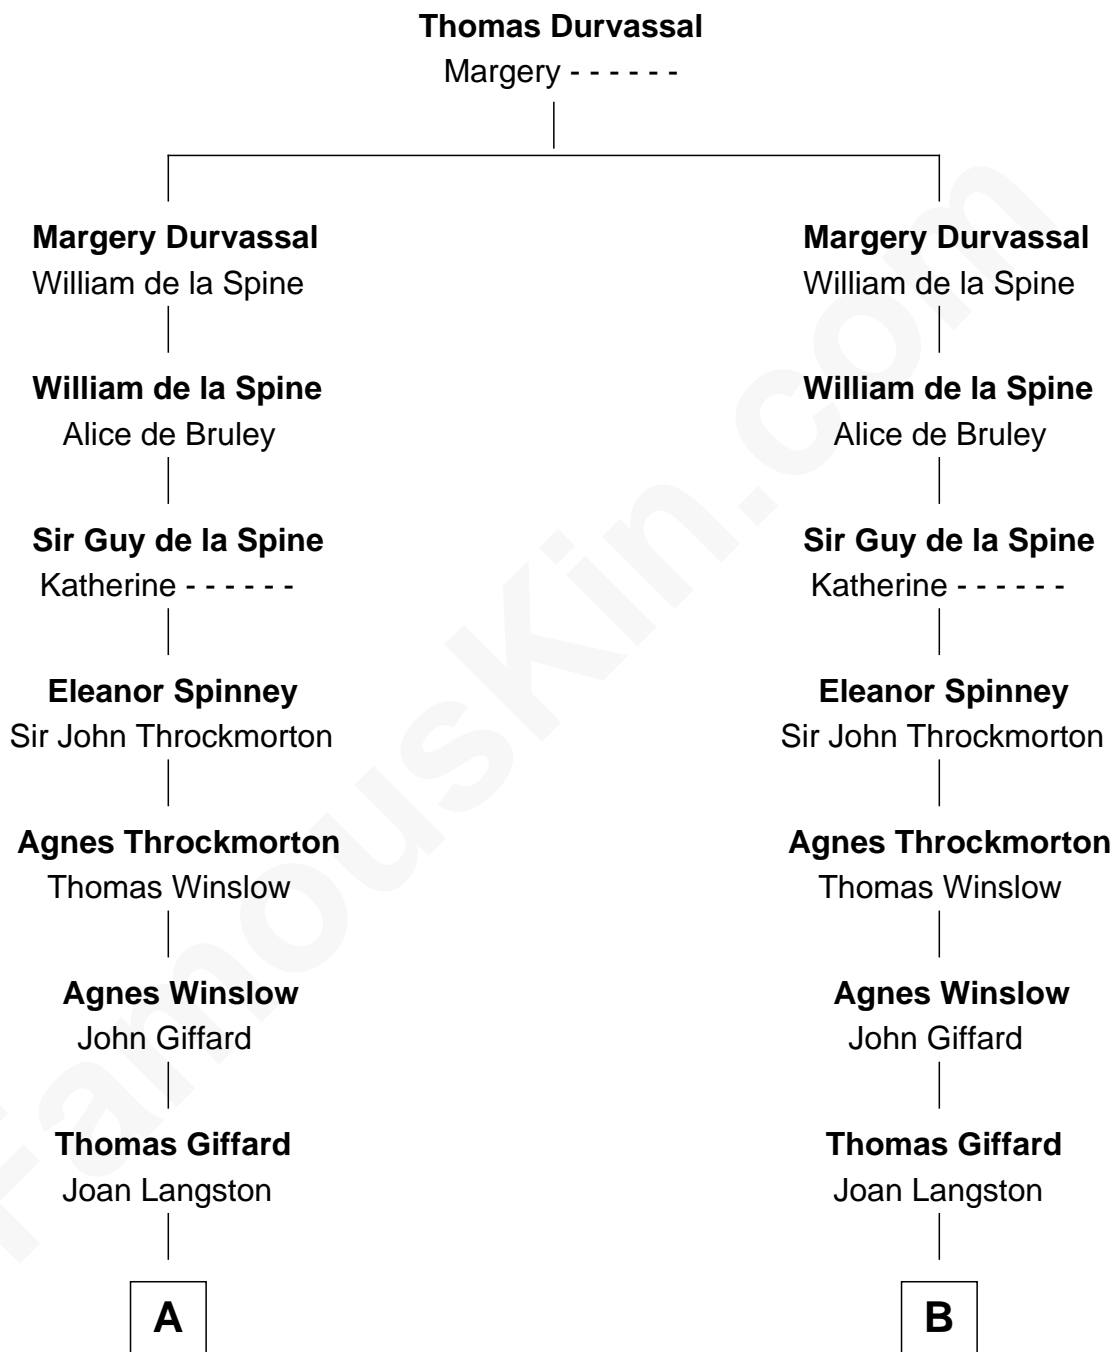 Thomas Durvassal
Margery - - - - - -
Margery Durvassal
William de la Spine
William de la Spine
Alice de Bruley
Sir Guy de la Spine
Katherine - - - - - -
Eleanor Spinney
Sir John Throckmorton
Agnes Throckmorton
Thomas Winslow
Agnes Winslow
John Giffard
Thomas Giffard
Joan Langston
A
Margery Durvassal
William de la Spine
William de la Spine
Alice de Bruley
Sir Guy de la Spine
Katherine - - - - - -
Eleanor Spinney
Sir John Throckmorton
Agnes Throckmorton
Thomas Winslow
Agnes Winslow
John Giffard
Thomas Giffard
Joan Langston
B
FamousKin.com